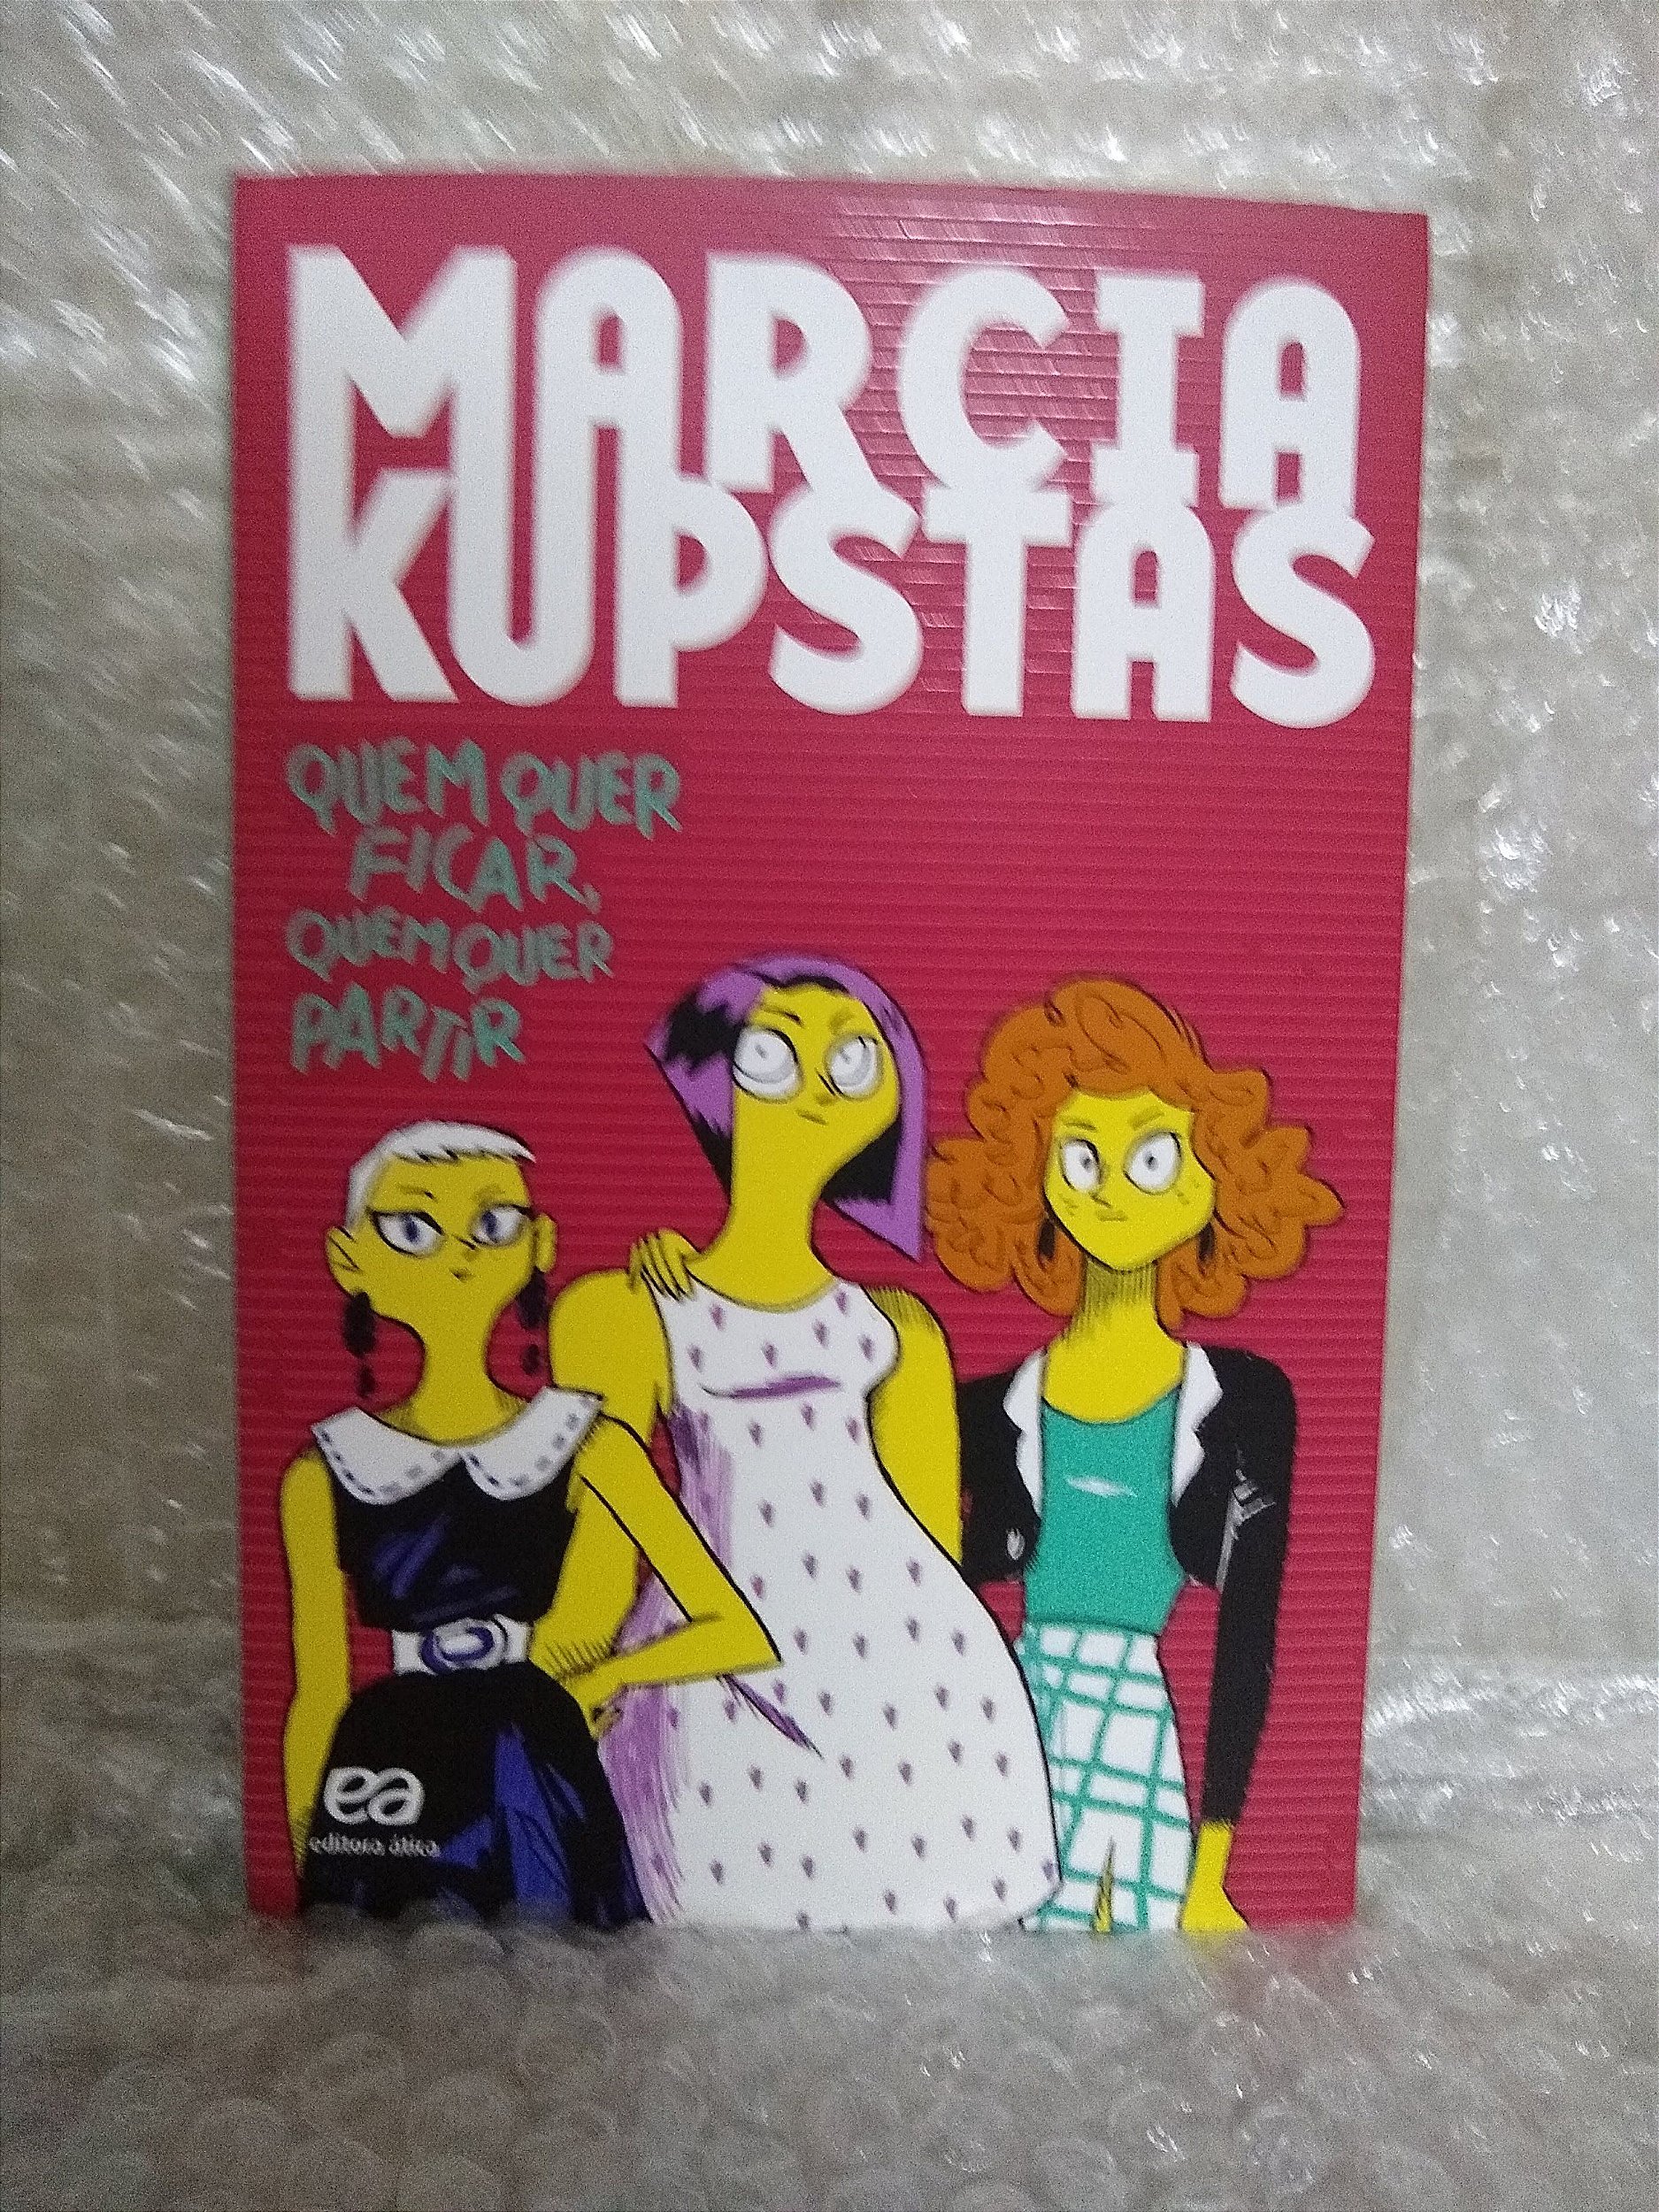 MARCIA
KUPSTAS
QUEM QUER
FICAR,
QUEM QUER
PARTIR
ea
editora ática